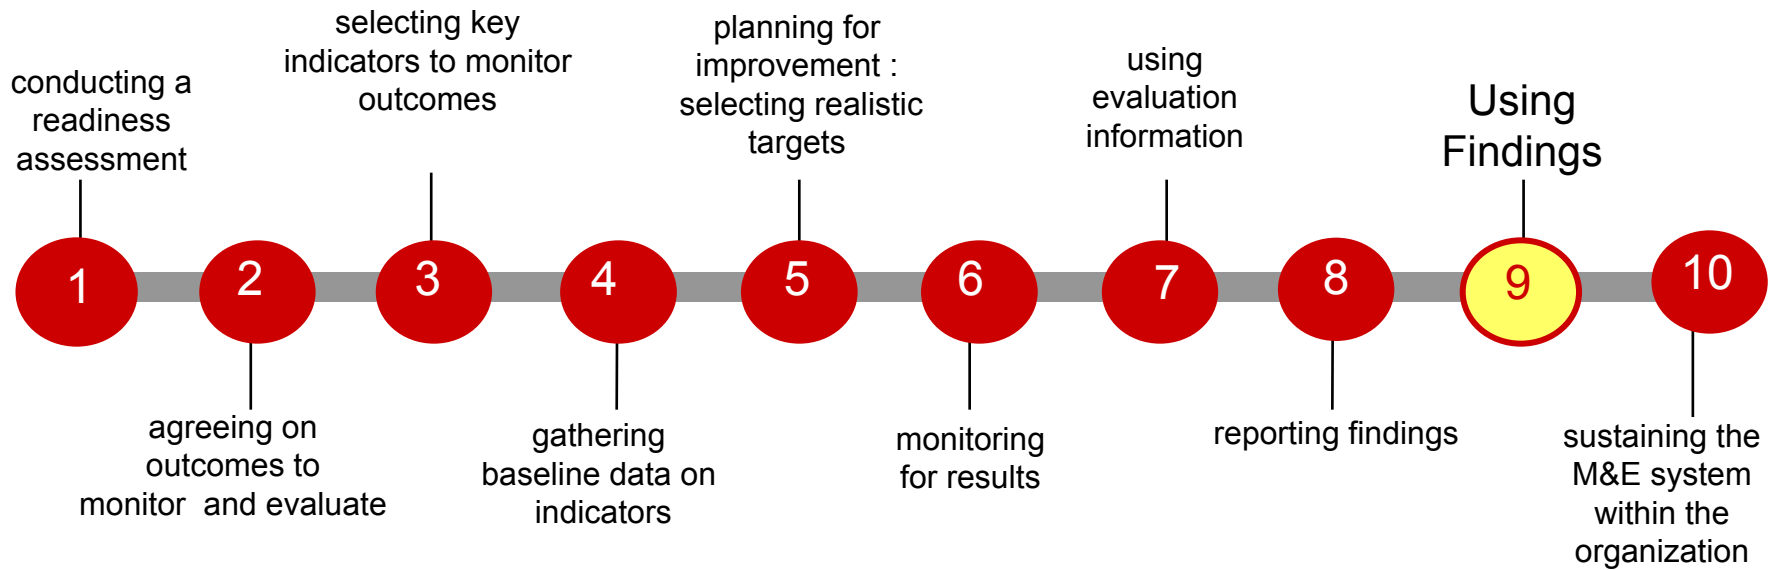 conducting a
readiness
assessment
selecting key
indicators to monitor
outcomes
planning for
improvement :
selecting realistic
targets
using
evaluation
information
Using
Findings
1
2
3
4
5
6
7
8
9
10
agreeing on
outcomes to
monitor  and evaluate
gathering
baseline data on
indicators
monitoring
for results
reporting findings
sustaining the
M&E system
within the
organization